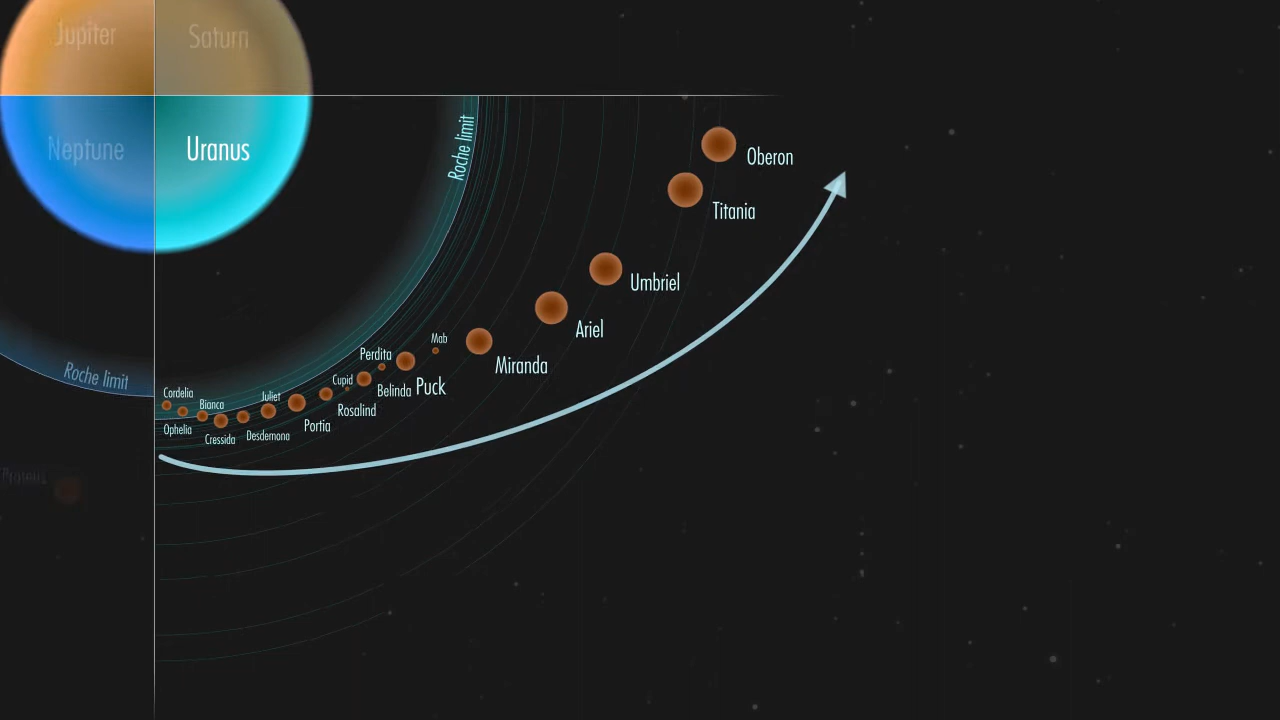 Jupiter
Saturn
Neptune
Uranus
Roche limit
Oberon
Titania
Umbriel
Ariel
Mab
Perdita
Miranda
Roche limit
Cupid
Belinda
Puck
Cordelia
Bianca
Juliet
Rosalind
Ophelia
Cressida
Desdemona
Portia
Proteus